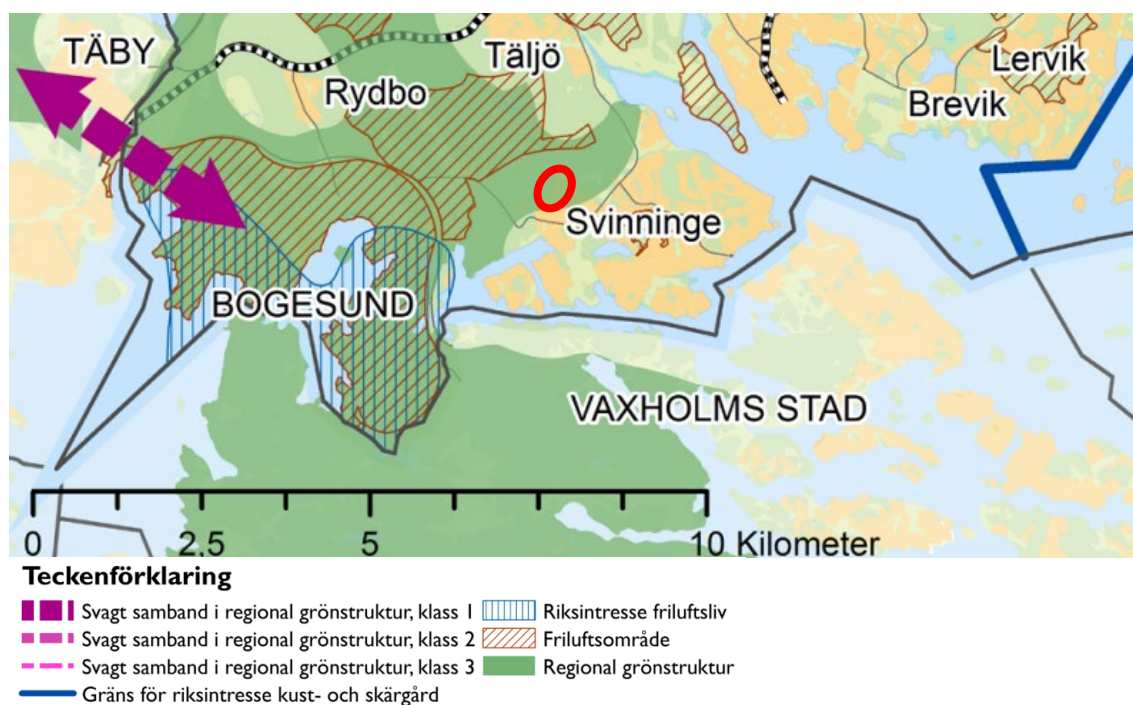 TÄBY
Täljö
Lervik
Rydbo
Brevik
Svinninge
BOGESUND
VAXHOLMS STAD
0 2,5 5 10 Kilometer
Teckenförklaring
Svagt samband i regional grönstruktur, klass 1
Svagt samband i regional grönstruktur, klass 2
Svagt samband i regional grönstruktur, klass 3
Gräns för riksintresse kust- och skärgård
Riksintresse friluftsliv
Friluftsområde
Regional grönstruktur